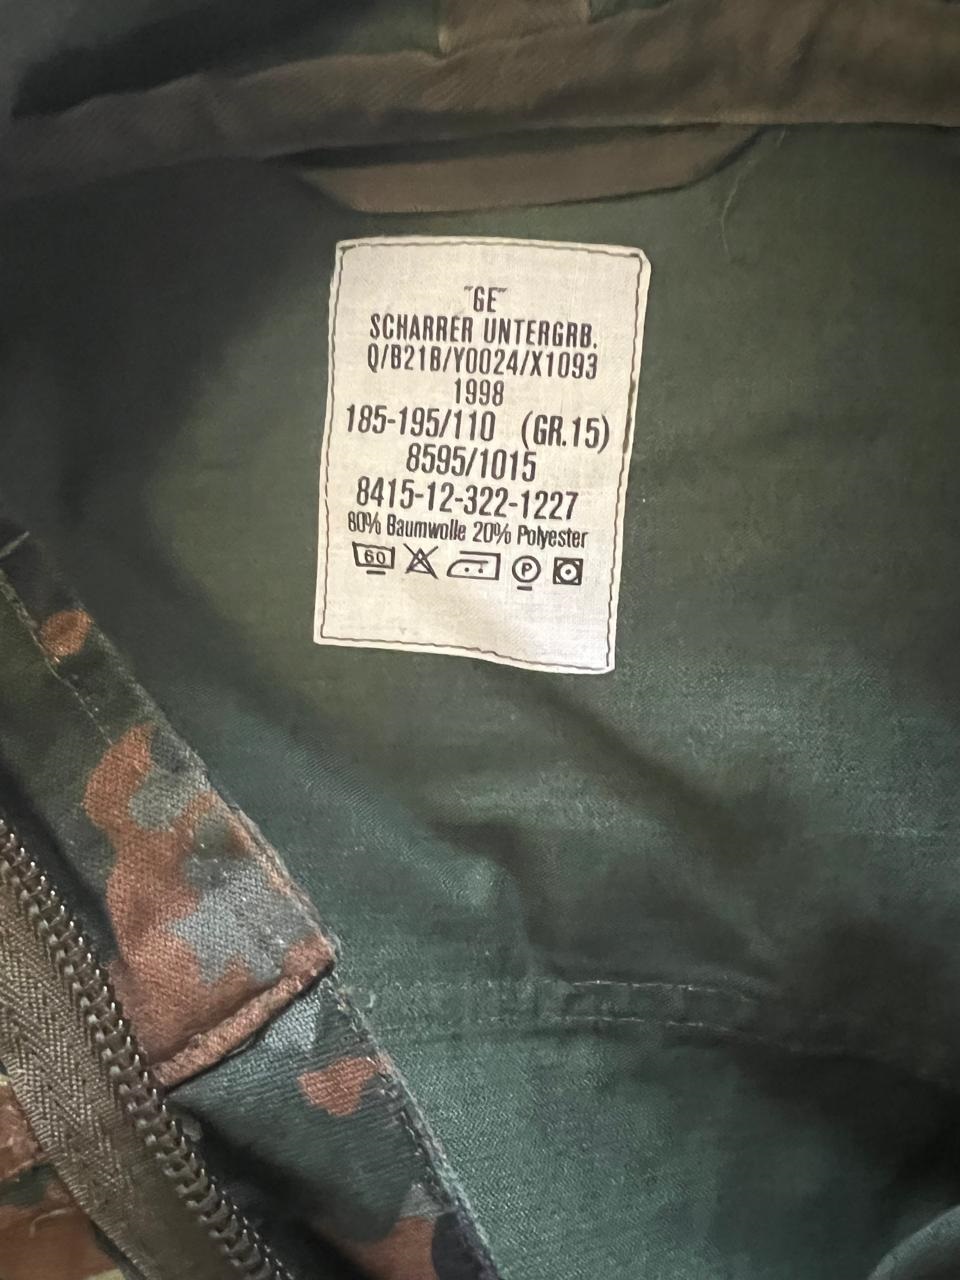 "GE"
SCHARRER UNTERGRB.
Q/B21B/Y0024/X1093
1998
185-195/110 (GR.15)
8595/1015
8415-12-322-1227
80% Baumwolle 20% Polyester
60 P